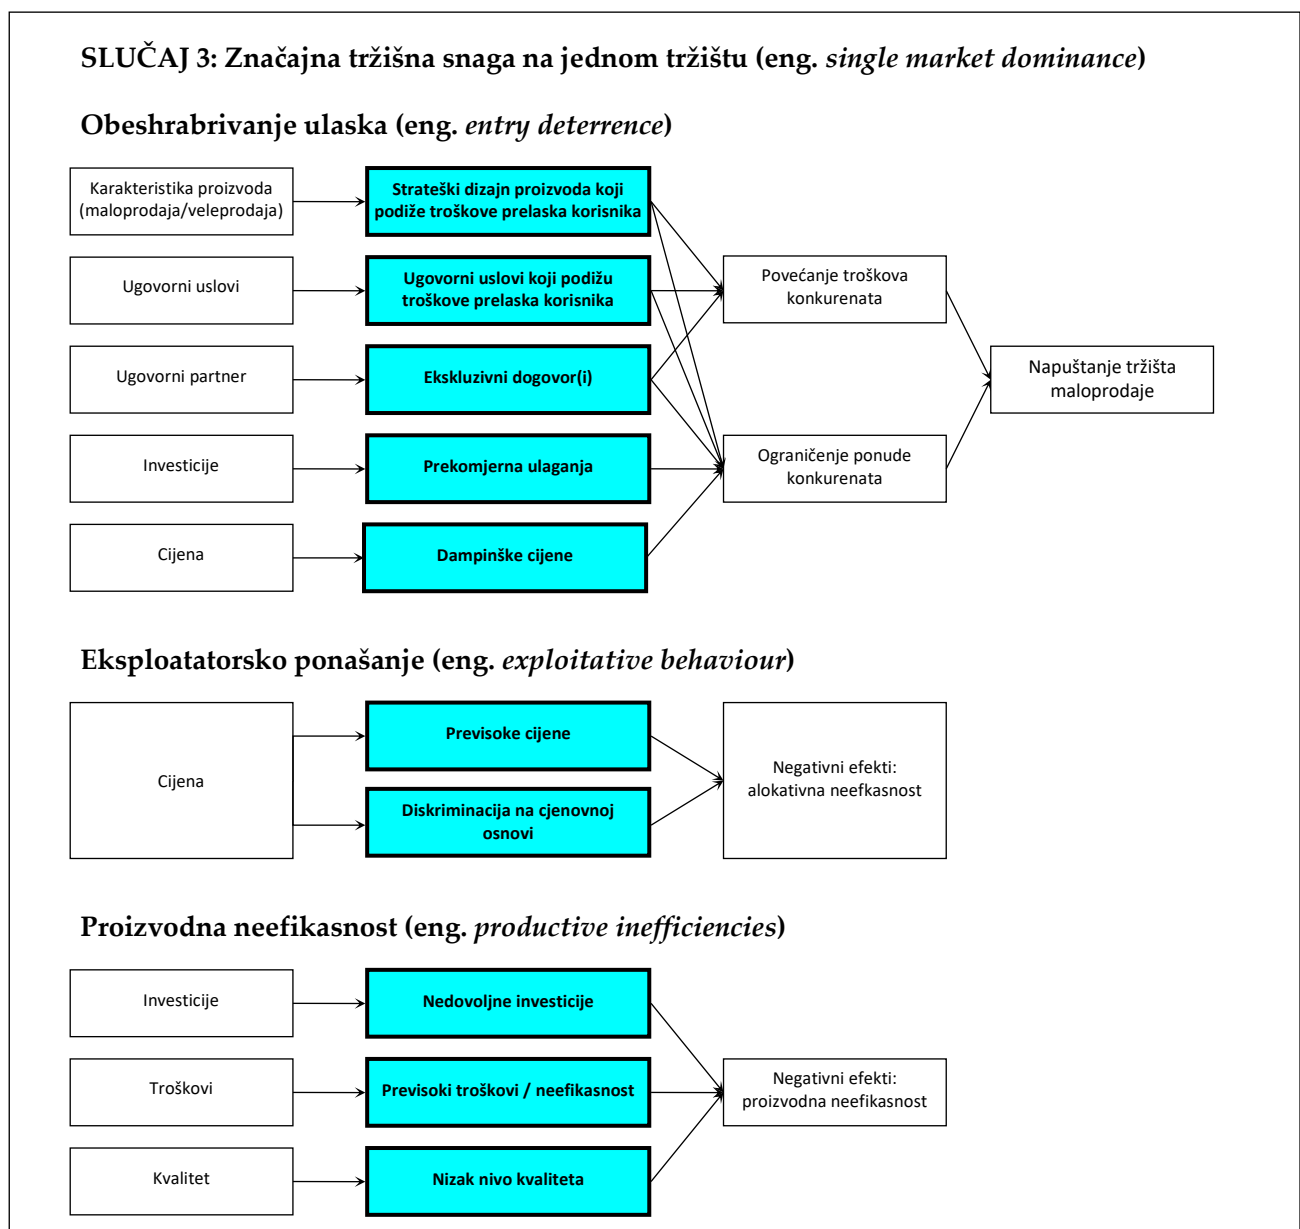 SLUČAJ 3: Značajna tržišna snaga na jednom tržištu (eng. single market dominance)
Obeshrabrivanje ulaska (eng. entry deterrence)
Karakteristika proizvoda
(maloprodaja/veleprodaja)
Strateški dizajn proizvoda koji
podiže troškove prelaska korisnika
Ugovorni uslovi
Ugovorni uslovi koji podižu
troškove prelaska korisnika
Povećanje troškova
konkurenata
Ugovorni partner
Ekskluzivni dogovor(i)
Napuštanje tržišta
maloprodaje
Investicije
Prekomjerna ulaganja
Ograničenje ponude
konkurenata
Cijena
Dampinške cijene
Eksploatatorsko ponašanje (eng. exploitative behaviour)
Cijena
Previsoke cijene
Diskriminacija na cjenovnoj
osnovi
Negativni efekti:
alokativna neefkasnost
Proizvodna neefikasnost (eng. productive inefficiencies)
Investicije
Nedovoljne investicije
Troškovi
Previsoki troškovi / neefikasnost
Negativni efekti:
proizvodna neefikasnost
Kvalitet
Nizak nivo kvaliteta